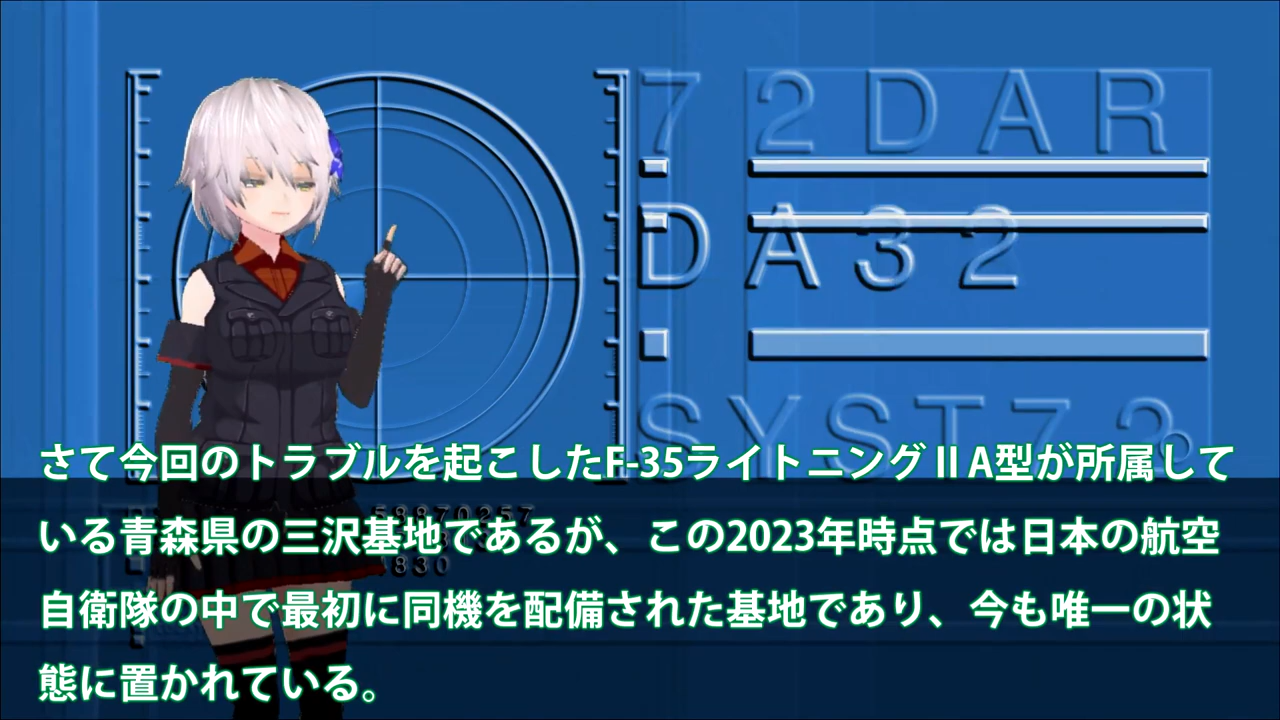 72DAR
DA32
SYST73
58870257
830
さて今回のトラブルを起こしたF-35ライトニングⅡA型が所属して
いる青森県の三沢基地であるが、この2023年時点では日本の航空
自衛隊の中で最初に同機を配備された基地であり、今も唯一の状
態に置かれている。